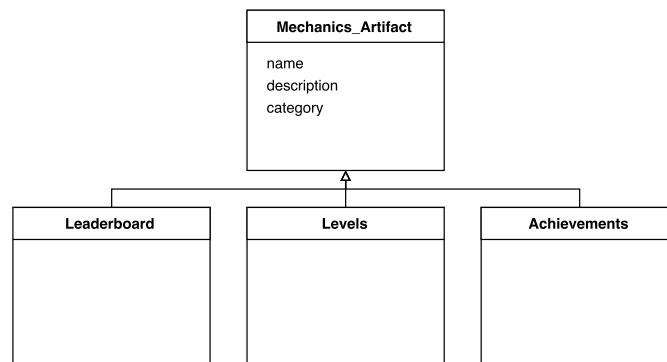 Mechanics_Artifact
name
description
category
Leaderboard
Levels
Achievements